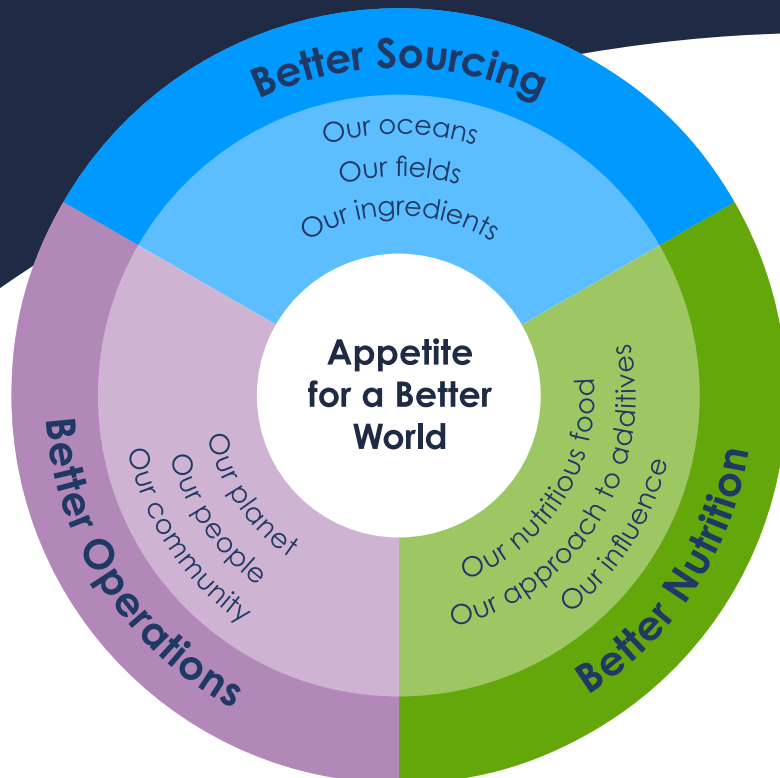 Better Sourcing
Our oceans
Our fields
Our ingredients
Appetite
for a Better
World
Our nutritious food
Our approach to additives
Our influence
Better Nutrition
Our planet
Our people
Our community
Better Operations